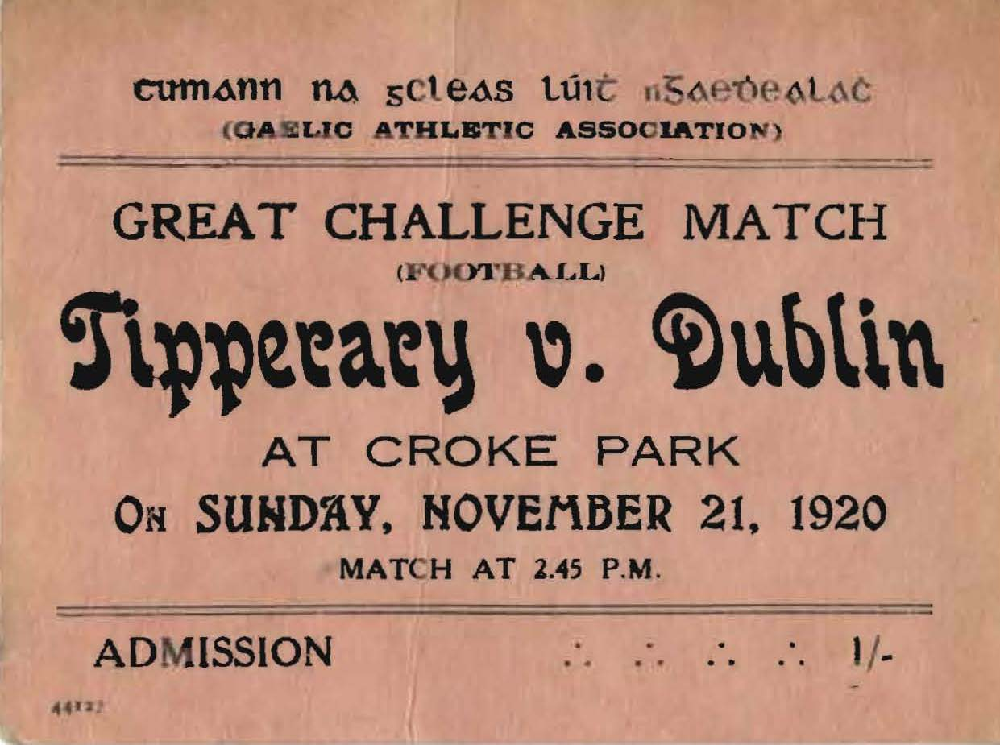 Cumann na gCleas Lúiṫ nGaeḋealaċ
(GAELIC ATHLETIC ASSOCIATION)
GREAT CHALLENGE MATCH
(FOOTBALL)
Tipperary v. Dublin
AT CROKE PARK
ON SUNDAY, NOVEMBER 21, 1920
MATCH AT 2.45 P.M.
ADMISSION ∴ ∴ ∴ ∴ 1/-